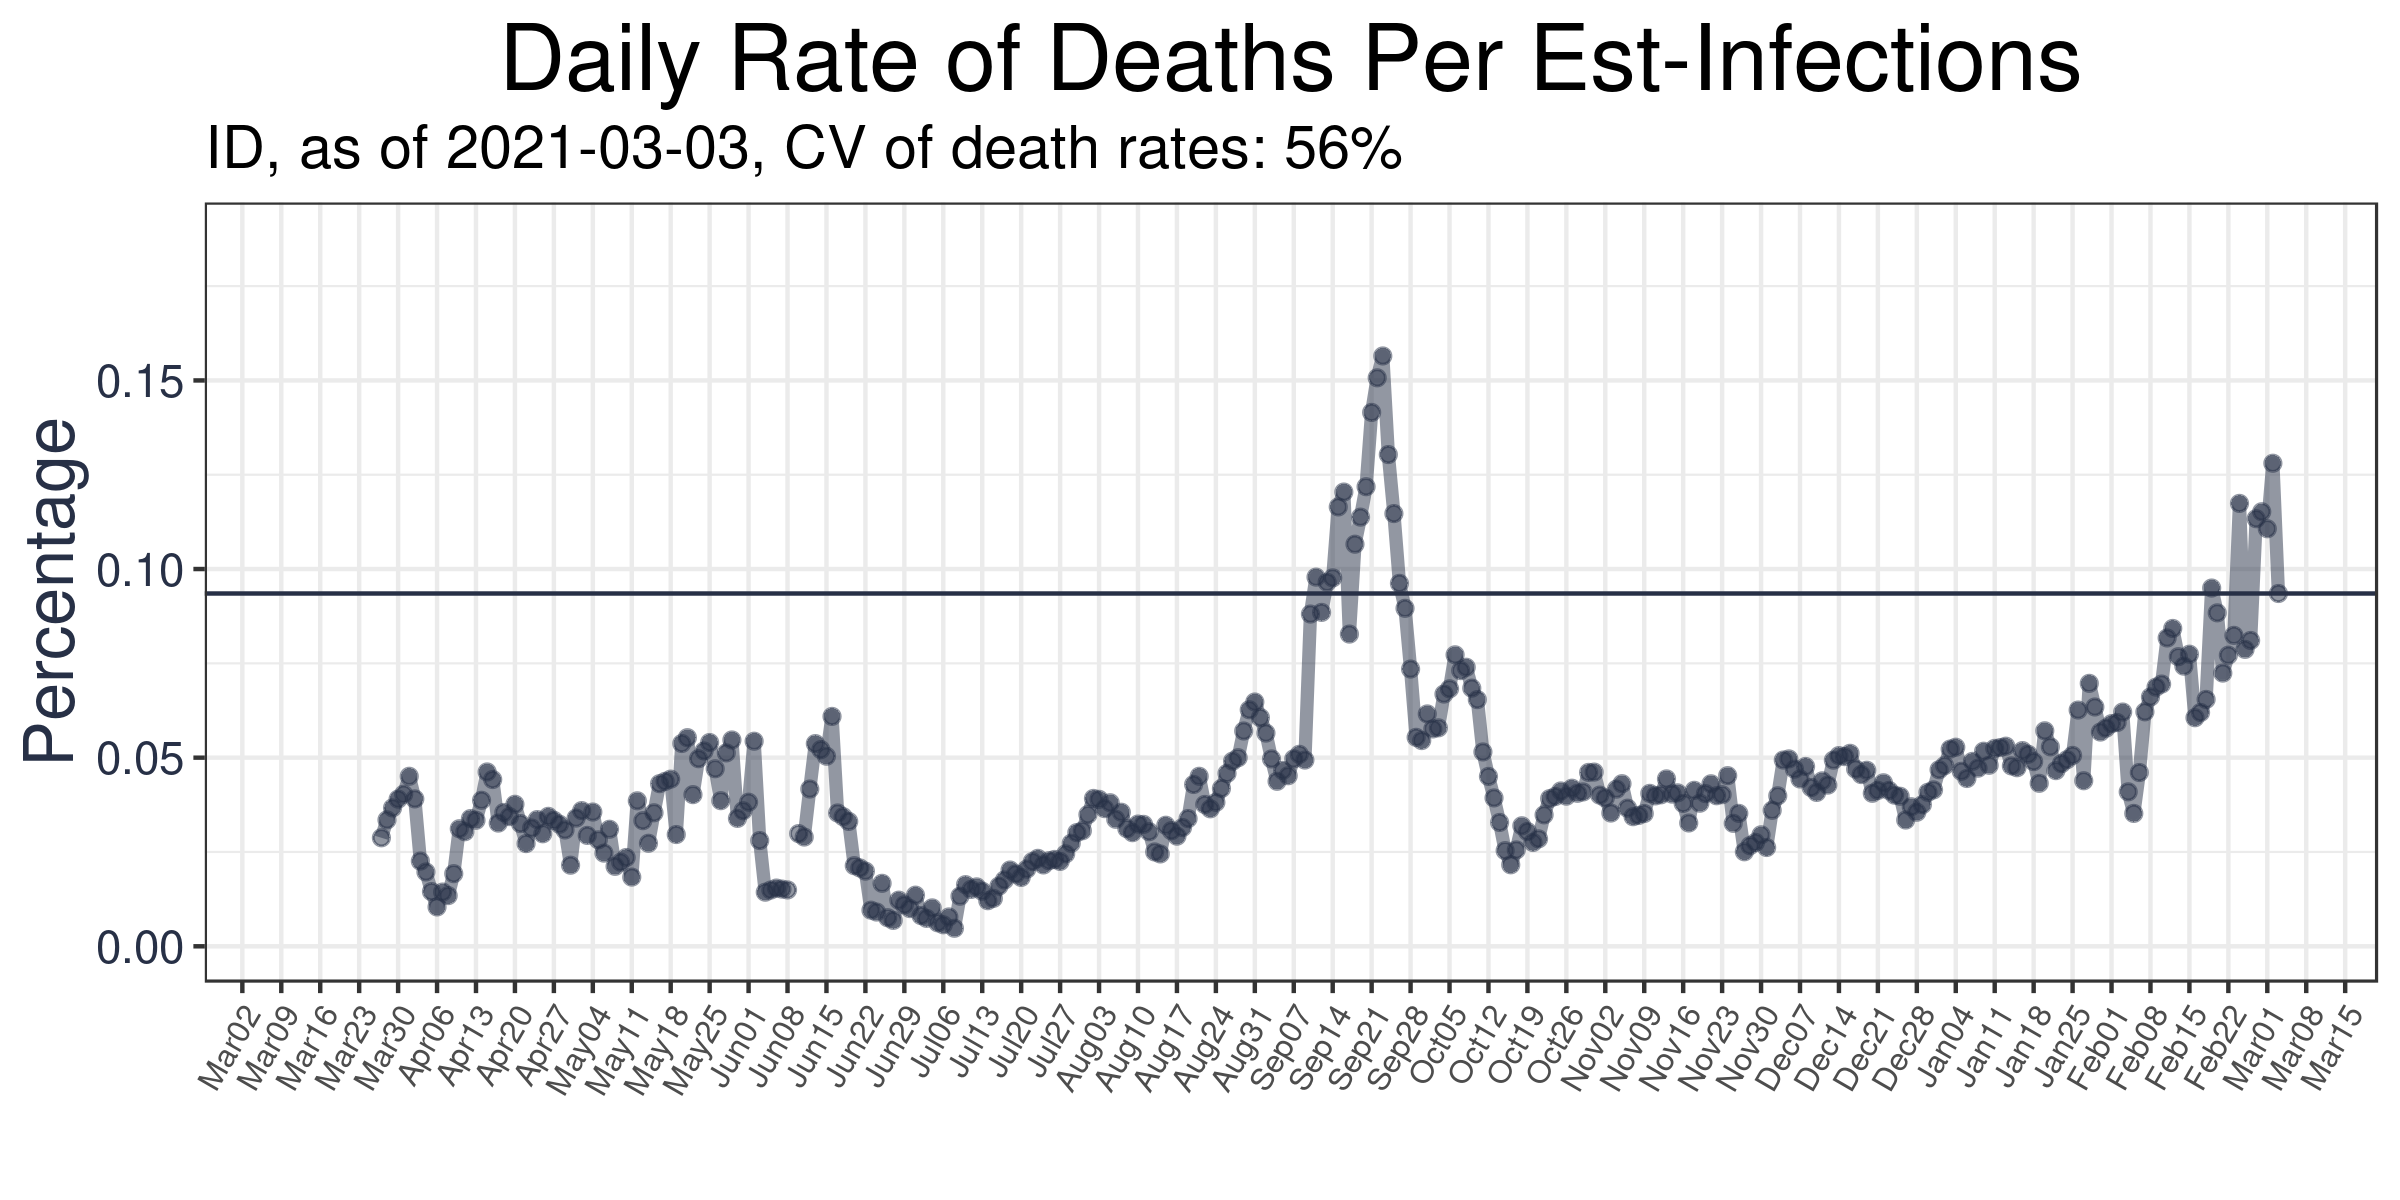 Daily Rate of Deaths Per Est-Infections
ID, as of 2021-03-03, CV of death rates: 56%
Percentage
0.15
0.10
0.05
0.00
Mar02
Mar09
Mar16
Mar23
Mar30
Apr06
Apr13
Apr20
Apr27
May04
May11
May18
May25
Jun01
Jun08
Jun15
Jun22
Jun29
Jul06
Jul13
Jul20
Jul27
Aug03
Aug10
Aug17
Aug24
Aug31
Sep07
Sep14
Sep21
Sep28
Oct05
Oct12
Oct19
Oct26
Nov02
Nov09
Nov16
Nov23
Nov30
Dec07
Dec14
Dec21
Dec28
Jan04
Jan11
Jan18
Jan25
Feb01
Feb08
Feb15
Feb22
Mar01
Mar08
Mar15